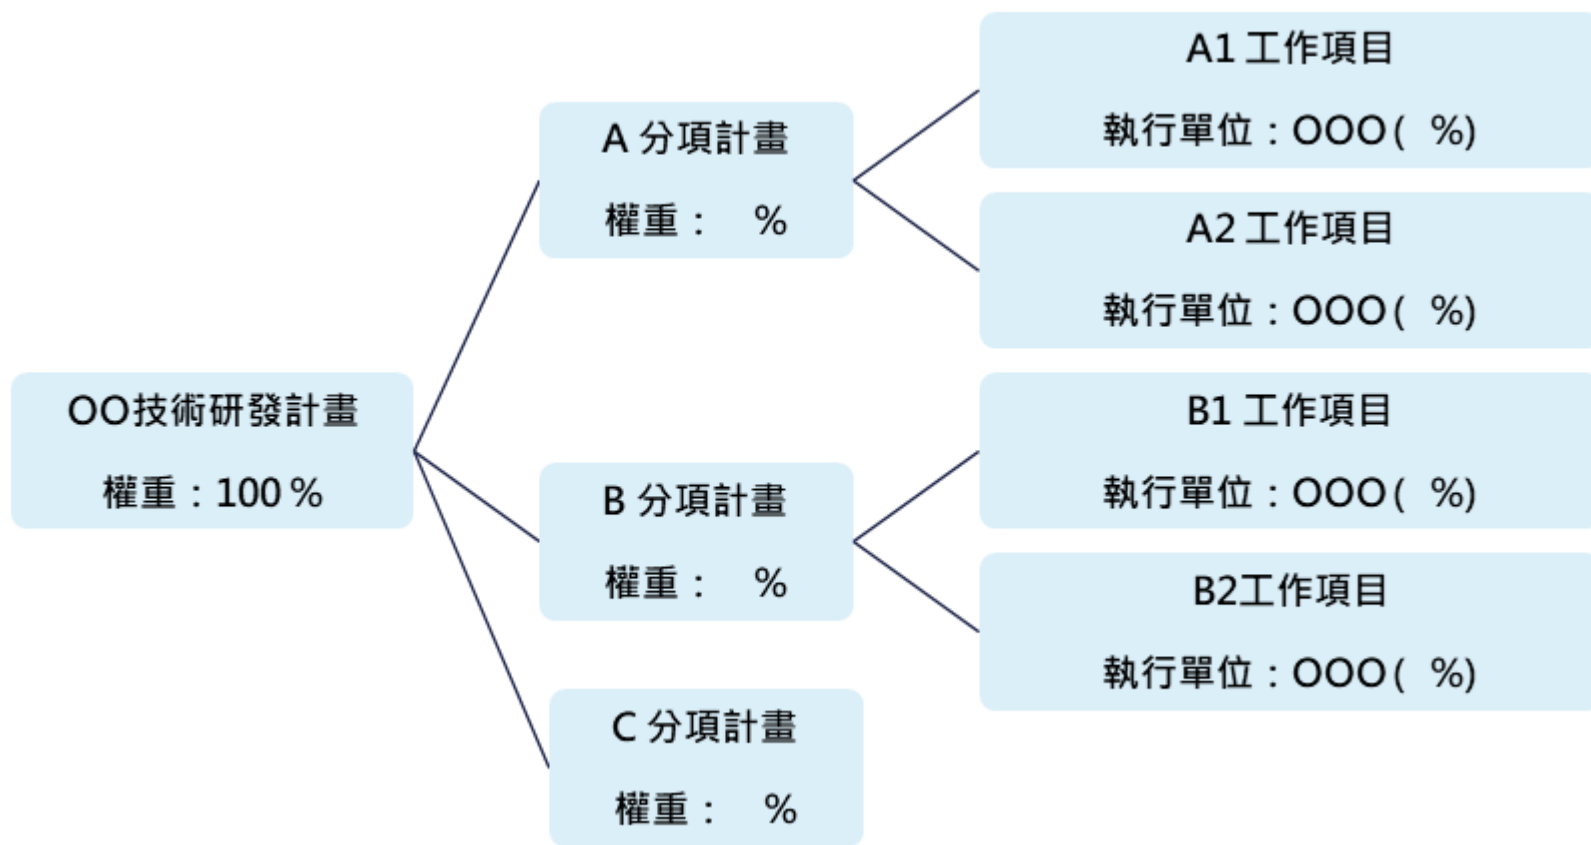 OO技術研發計畫
權重：100％
A 分項計畫
權重： %
A1 工作項目
執行單位：OOO( %)
A2 工作項目
執行單位：OOO( %)
B 分項計畫
權重： %
B1 工作項目
執行單位：OOO( %)
B2工作項目
執行單位：OOO( %)
C 分項計畫
權重： %